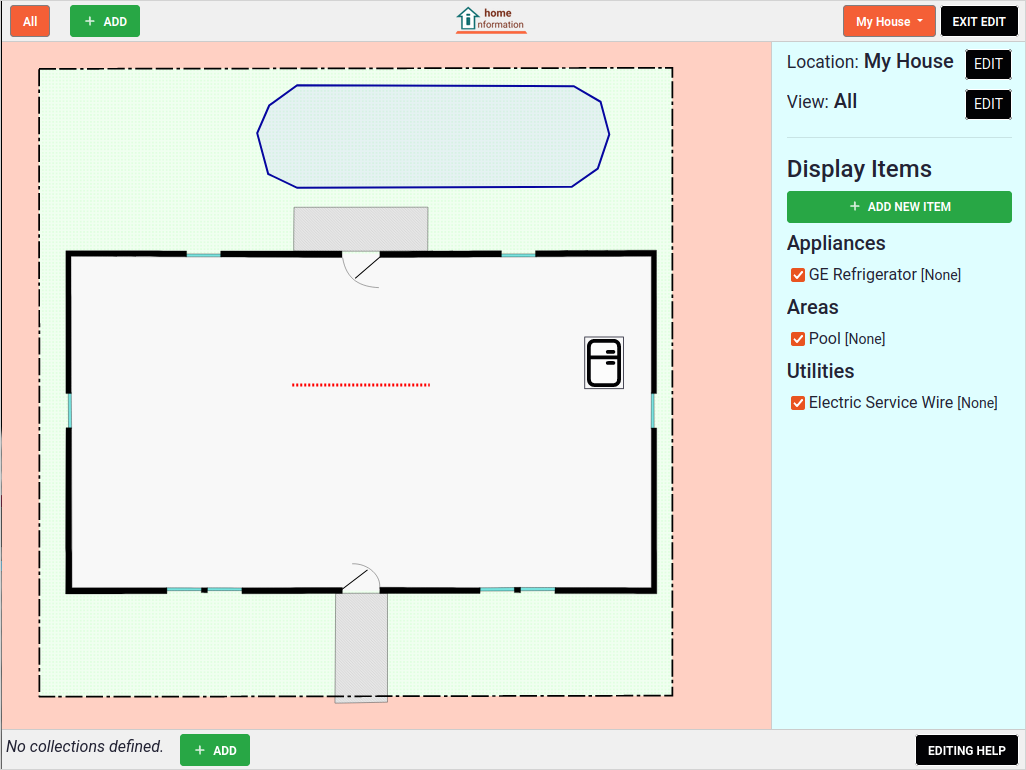 All
+ ADD
home
information
My House
EXIT EDIT
Location: My House
EDIT
View: All
EDIT
Display Items
+ ADD NEW ITEM
Appliances
GE Refrigerator [None]
Areas
Pool [None]
Utilities
Electric Service Wire [None]
No collections defined.
+ ADD
EDITING HELP